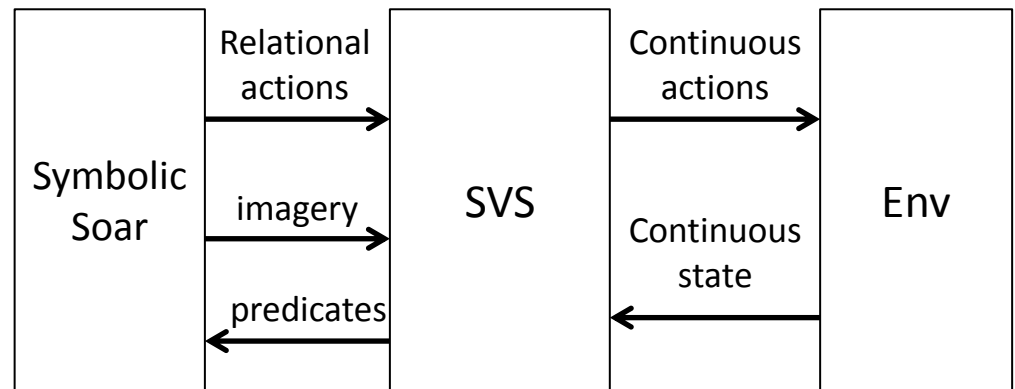 Symbolic
Soar
Relational
actions
imagery
predicates
SVS
Continuous
actions
Continuous
state
Env